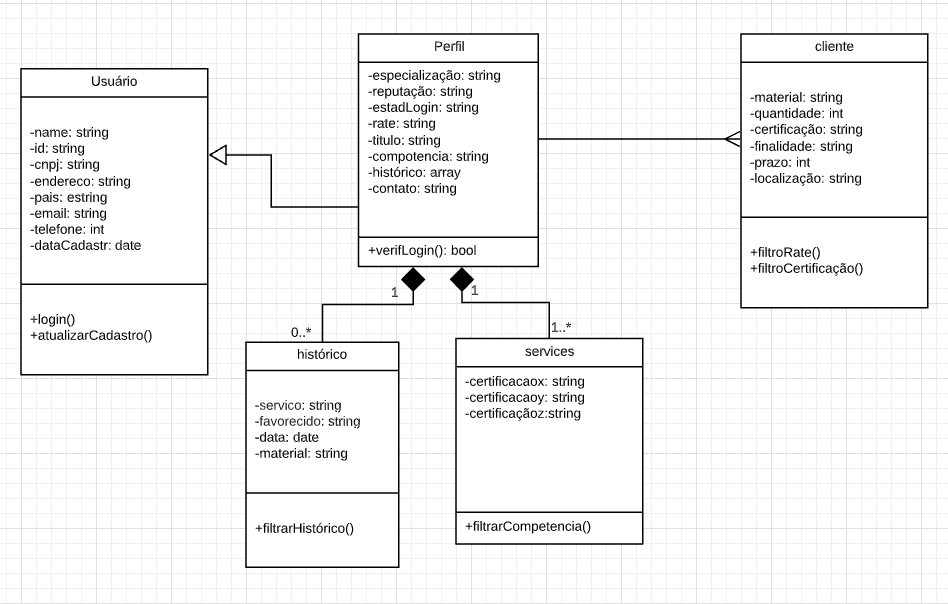 Usuário
-name: string
-id: string
-cnpj: string
-endereco: string
-pais: estring
-email: string
-telefone: int
-dataCadastr: date
+login()
+atualizarCadastro()
Perfil
-especialização: string
-reputação: string
-estadLogin: string
-rate: string
-titulo: string
-compotencia: string
-histórico: array
-contato: string
+verifLogin(): bool
cliente
-material: string
-quantidade: int
-certificação: string
-finalidade: string
-prazo: int
-localização: string
+filtroRate()
+filtroCertificação()
1
1
0..*
1..*
histórico
-servico: string
-favorecido: string
-data: date
-material: string
+filtrarHistórico()
services
-certificacaox: string
-certificacaoy: string
-certificaçãoz:string
+filtrarCompetencia()